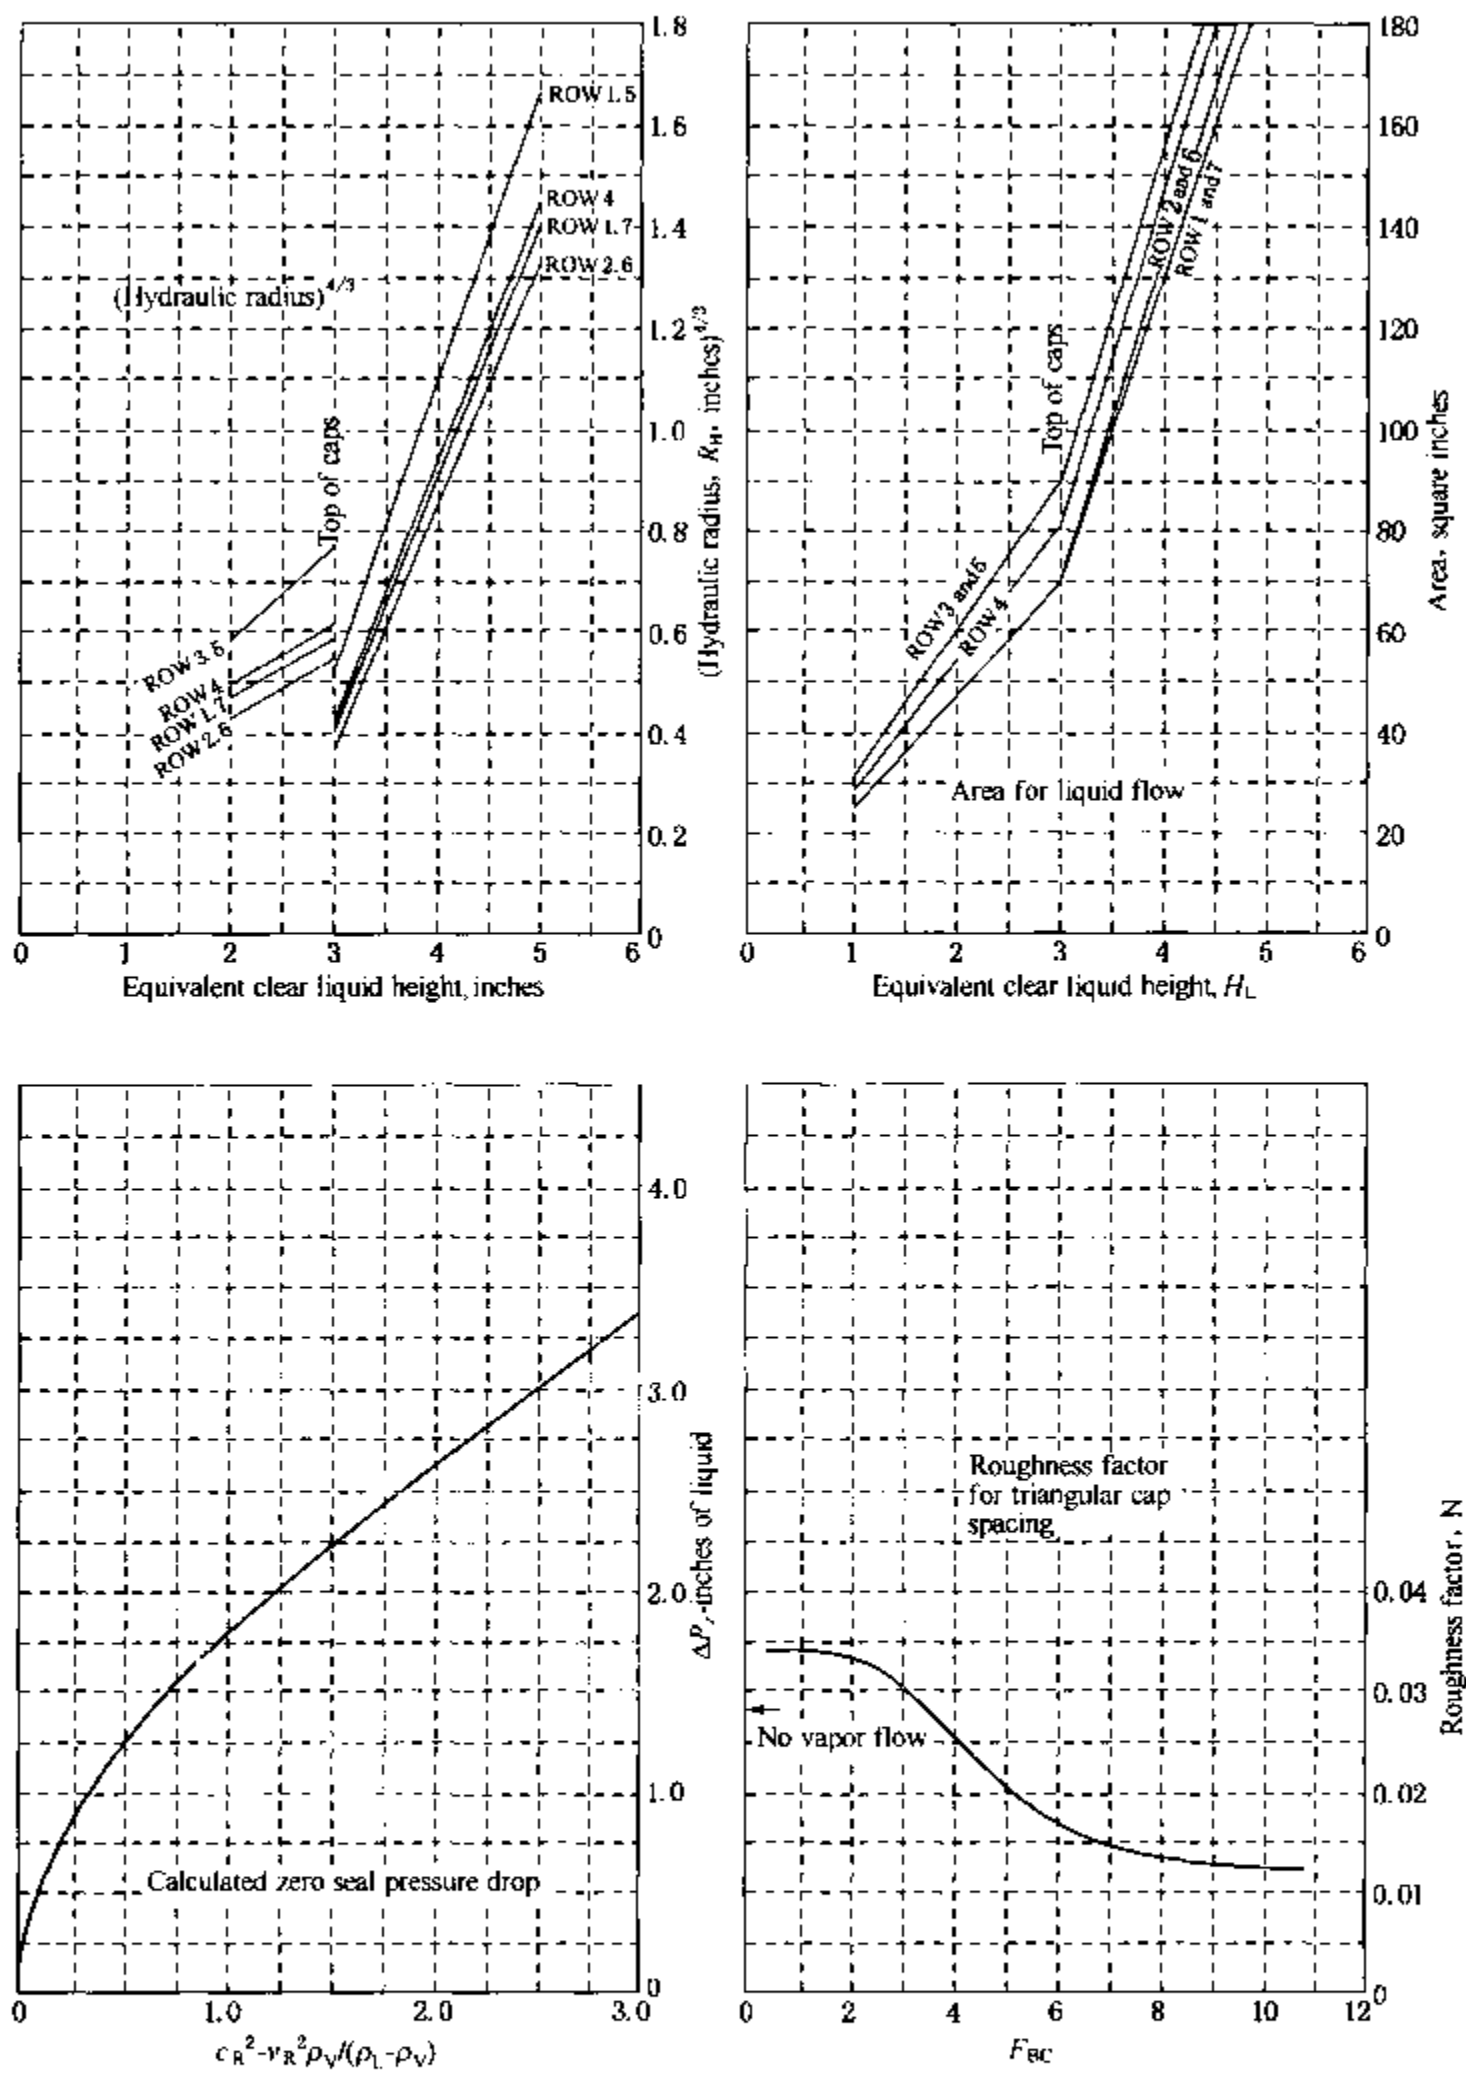 1.8
ROW 1.5
1.6
ROW 4
ROW 1.7
1.4
ROW 2.6
(Hydraulic radius)^4/3
1.2
Top of caps
1.0
0.8
ROW 3.5
0.6
ROW 4
ROW 1.7
ROW 2.6
0.4
0.2
0
0 1 2 3 4 5 6
Equivalent clear liquid height, inches
(Hydraulic radius, R_H, inches)^4/3
180
160
ROW 2 and 6
ROW 1 and 7
140
120
Top of caps
100
80
ROW 3 and 5
ROW 4
60
40
Area for liquid flow
20
0
0 1 2 3 4 5 6
Equivalent clear liquid height, H_L
Area, square inches
4.0
3.0
2.0
1.0
Calculated zero seal pressure drop
0
0 1.0 2.0 3.0
c_R^2-v_R^2ρ_V/(ρ_L-ρ_V)
-inches of liquid
Roughness factor
for triangular cap
spacing
0.04
0.03
No vapor flow
0.02
0.01
0
0 2 4 6 8 10 12
F_BC
Roughness factor, N